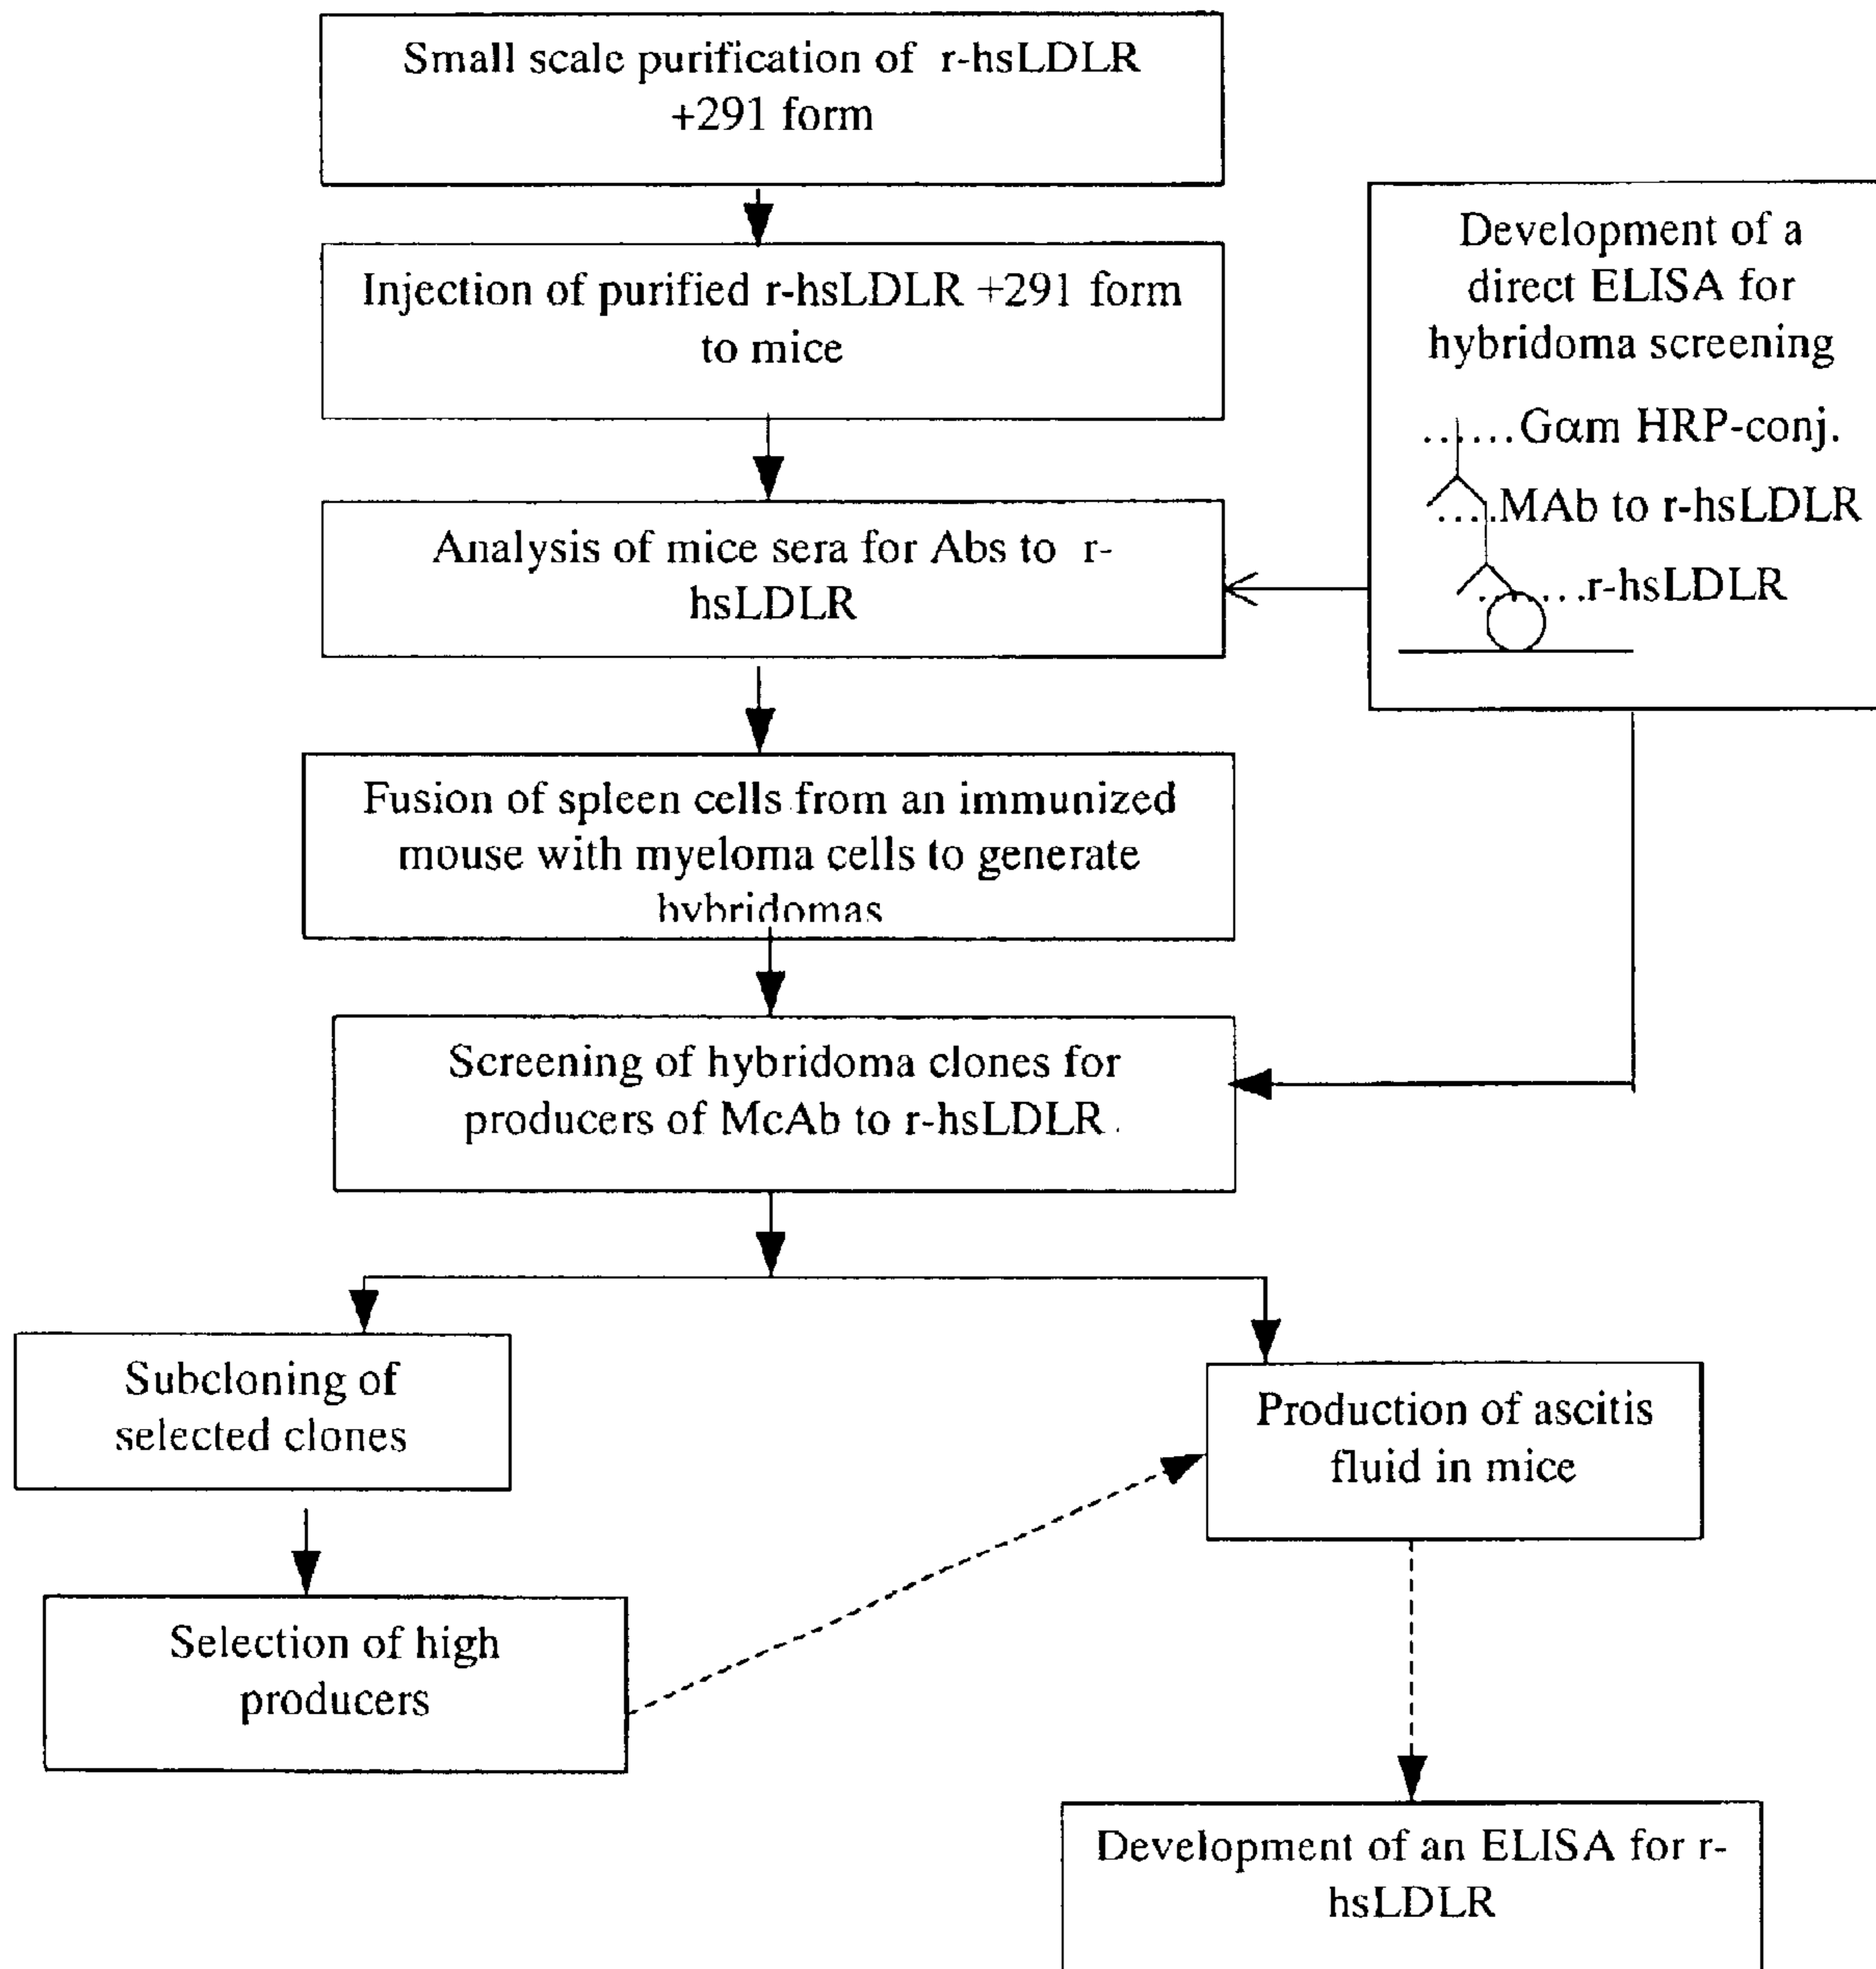 Small scale purification of r-hsLDLR
+291 form
Injection of purified r-hsLDLR +291 form
to mice
Development of a
direct ELISA for
hybridoma screening
......Gαm HRP-conj.
.....MAb to r-hsLDLR
........r-hsLDLR
Analysis of mice sera for Abs to r-
hsLDLR
Fusion of spleen cells from an immunized
mouse with myeloma cells to generate
hybridomas
Screening of hybridoma clones for
producers of McAb to r-hsLDLR.
Subcloning of
selected clones
Production of ascitis
fluid in mice
Selection of high
producers
Development of an ELISA for r-
hsLDLR